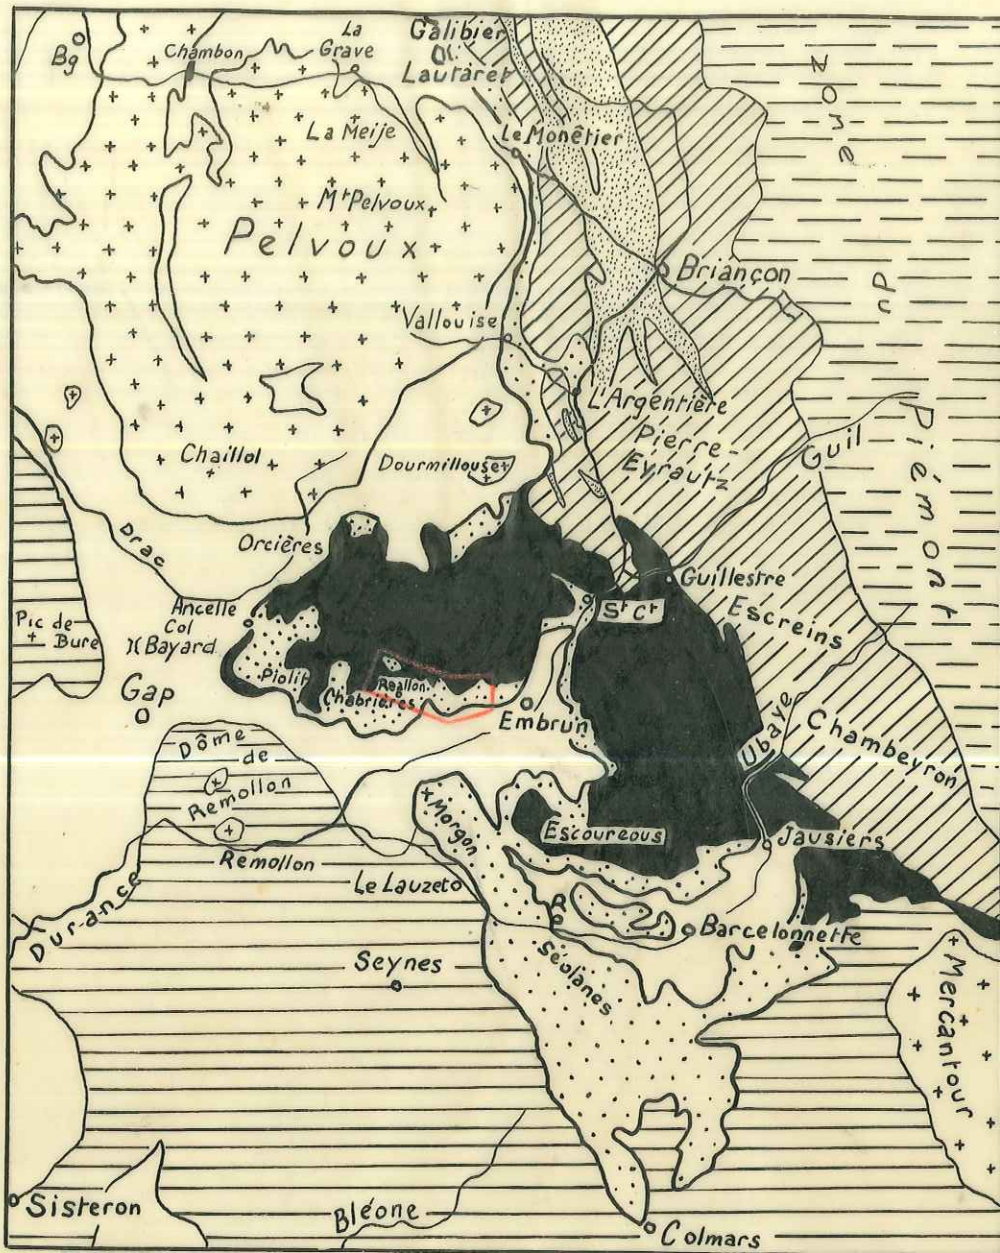 Bg
Chambon
La
Grave
Galibier
Lautaret
La Meije
Le Monêtier
Mt Pelvoux
Pelvoux
Briançon
Vallouise
L'Argentière
Pierre-
Eyrautz
Guil
Zone
du
Piémont
Chaillol
Dourmillouse
Drac
Orcières
Guillestre
Escreins
St Ct
Ancelle
Col
Bayard
Pic de
Bure
Piolit
Chabrières
Reallon
Gap
Embrun
Ubaye
Chambeyron
Dôme
de
Remollon
Remollon
Morgon
Escoureous
Jausiers
Le Lauzet
Durance
R
Barcelonnette
Seynes
Séolanes
Mercantour
Sisteron
Bléone
Colmars